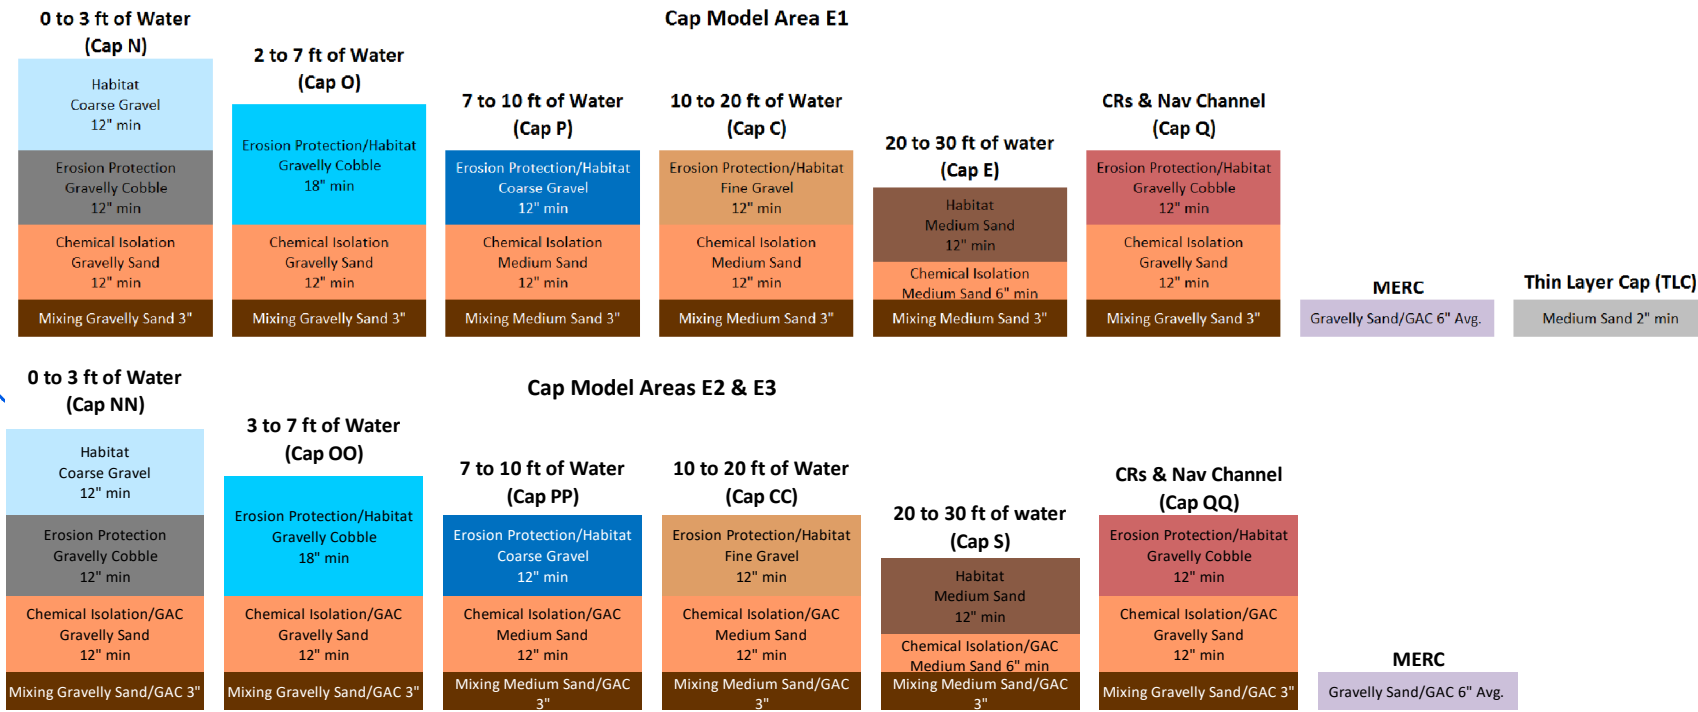 Cap Model Area E1
0 to 3 ft of Water
(Cap N)
Habitat
Coarse Gravel
12" min
Erosion Protection
Gravelly Cobble
12" min
Chemical Isolation
Gravelly Sand
12" min
Mixing Gravelly Sand 3"
2 to 7 ft of Water
(Cap O)
Erosion Protection/Habitat
Gravelly Cobble
18" min
Chemical Isolation
Gravelly Sand
12" min
Mixing Gravelly Sand 3"
7 to 10 ft of Water
(Cap P)
Erosion Protection/Habitat
Coarse Gravel
12" min
Chemical Isolation
Medium Sand
12" min
Mixing Medium Sand 3"
10 to 20 ft of Water
(Cap C)
Erosion Protection/Habitat
Fine Gravel
12" min
Chemical Isolation
Medium Sand
12" min
Mixing Medium Sand 3"
20 to 30 ft of water
(Cap E)
Habitat
Medium Sand
12" min
Chemical Isolation
Medium Sand 6" min
Mixing Medium Sand 3"
CRs & Nav Channel
(Cap Q)
Erosion Protection/Habitat
Gravelly Cobble
12" min
Chemical Isolation
Gravelly Sand
12" min
Mixing Gravelly Sand 3"
MERC
Gravelly Sand/GAC 6" Avg.
Thin Layer Cap (TLC)
Medium Sand 2" min
Cap Model Areas E2 & E3
0 to 3 ft of Water
(Cap NN)
Habitat
Coarse Gravel
12" min
Erosion Protection
Gravelly Cobble
12" min
Chemical Isolation/GAC
Gravelly Sand
12" min
Mixing Gravelly Sand/GAC 3"
3 to 7 ft of Water
(Cap OO)
Erosion Protection/Habitat
Gravelly Cobble
18" min
Chemical Isolation/GAC
Gravelly Sand
12" min
Mixing Gravelly Sand/GAC 3"
7 to 10 ft of Water
(Cap PP)
Erosion Protection/Habitat
Coarse Gravel
12" min
Chemical Isolation/GAC
Medium Sand
12" min
Mixing Medium Sand/GAC
3"
10 to 20 ft of Water
(Cap CC)
Erosion Protection/Habitat
Fine Gravel
12" min
Chemical Isolation/GAC
Medium Sand
12" min
Mixing Medium Sand/GAC
3"
20 to 30 ft of water
(Cap S)
Habitat
Medium Sand
12" min
Chemical Isolation/GAC
Medium Sand 6" min
Mixing Medium Sand/GAC
3"
CRs & Nav Channel
(Cap QQ)
Erosion Protection/Habitat
Gravelly Cobble
12" min
Chemical Isolation/GAC
Gravelly Sand
12" min
Mixing Gravelly Sand/GAC 3"
MERC
Gravelly Sand/GAC 6" Avg.